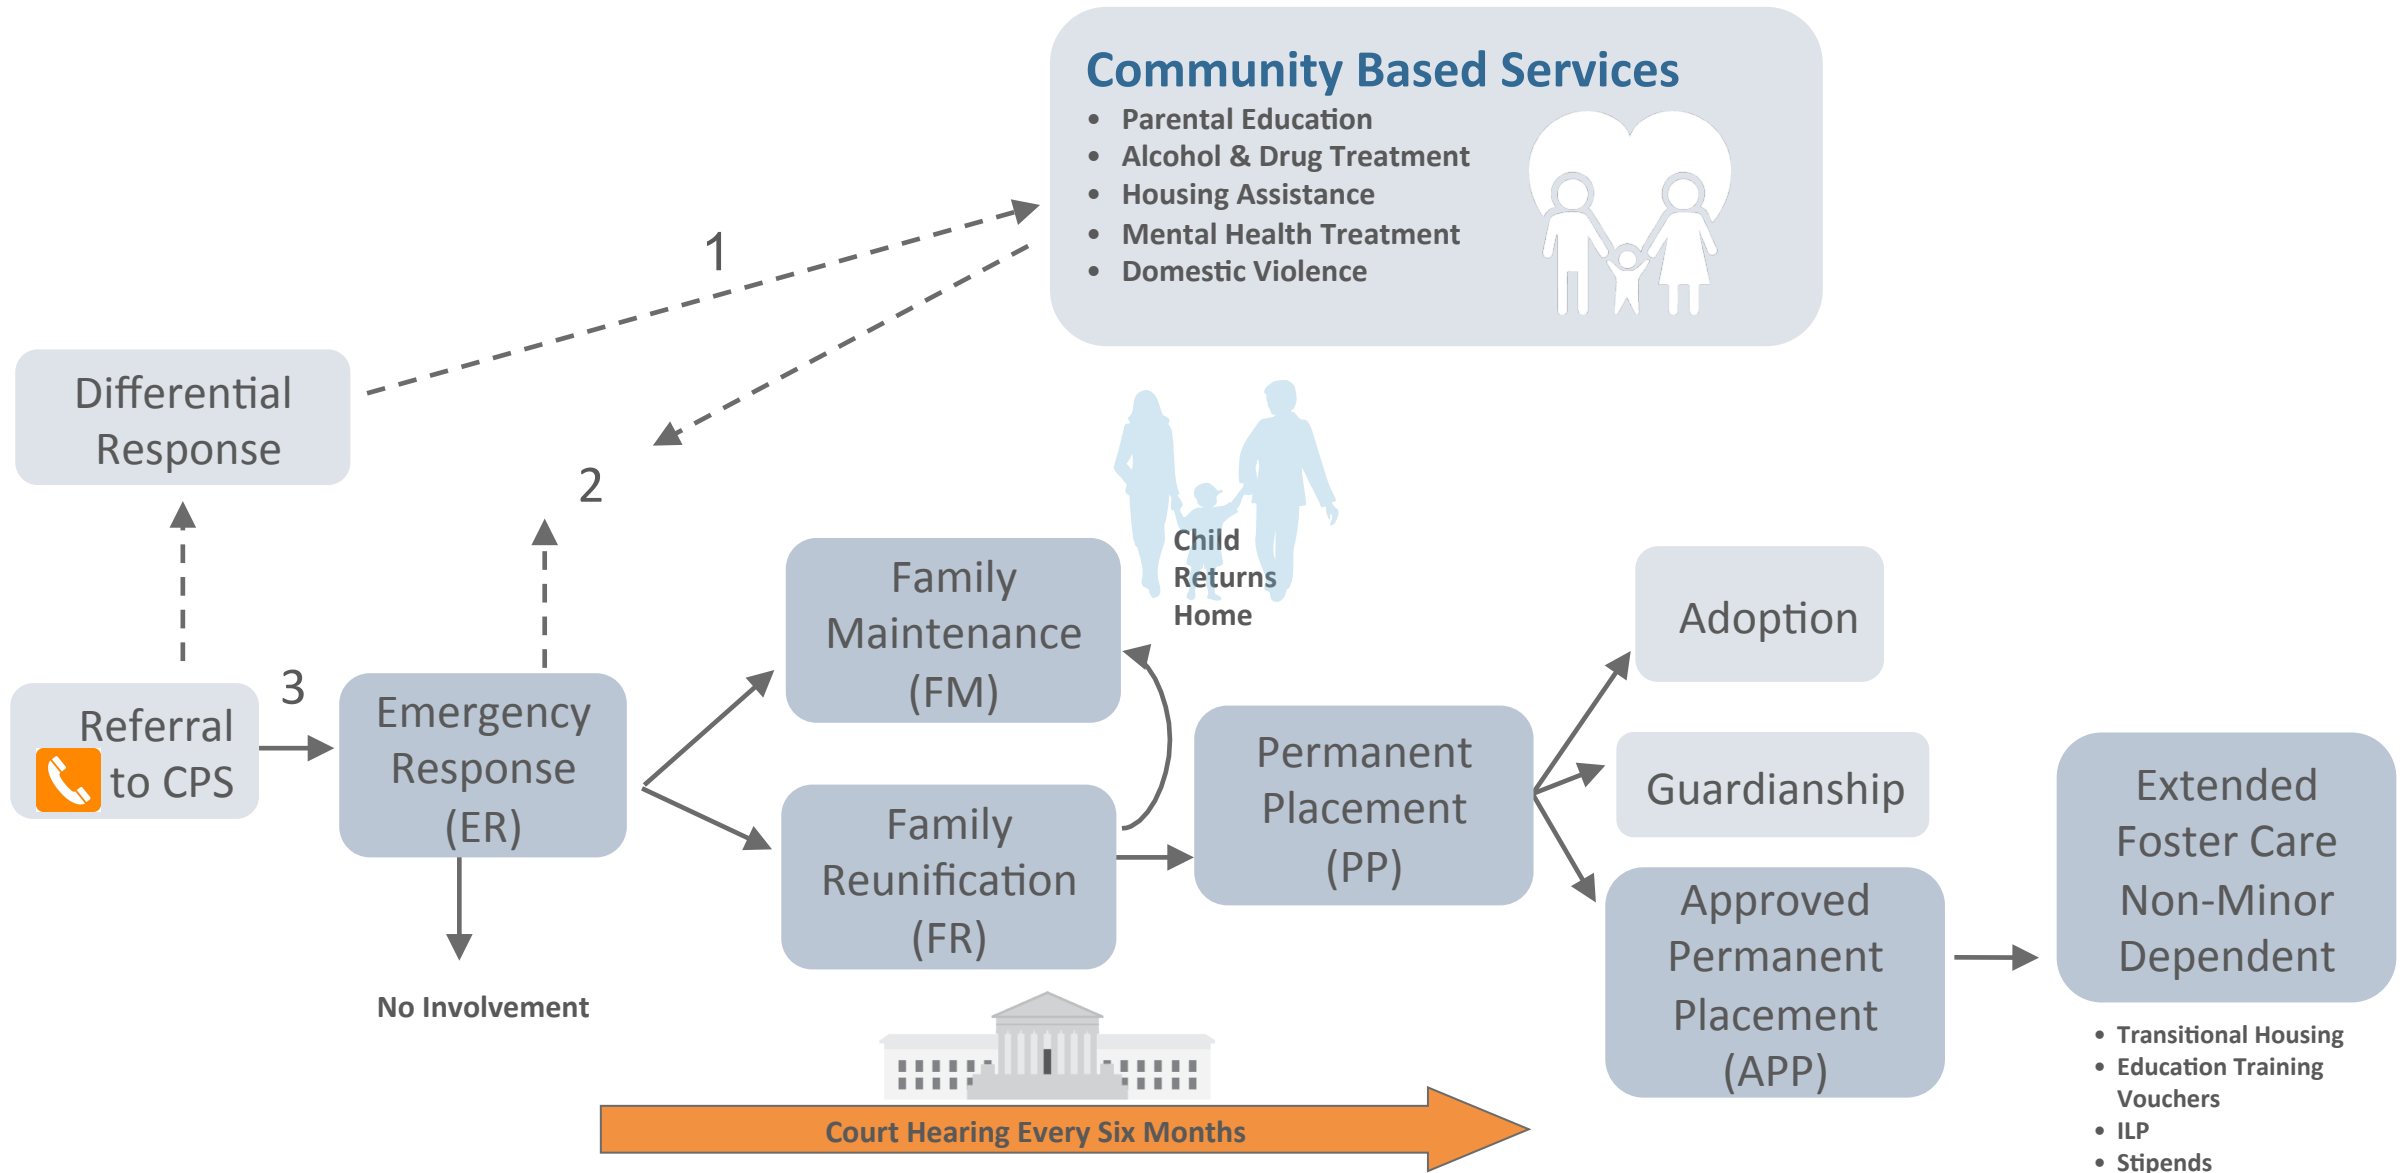 Community Based Services
• Parental Education
• Alcohol & Drug Treatment
• Housing Assistance
• Mental Health Treatment
• Domestic Violence
1
Differential
Response
2
Child
Returns
Home
Family
Maintenance
(FM)
Adoption
3
Referral
to CPS
Emergency
Response
(ER)
Permanent
Placement
(PP)
Guardianship
Family
Reunification
(FR)
Approved
Permanent
Placement
(APP)
Extended
Foster Care
Non-Minor
Dependent
No Involvement
• Transitional Housing
• Education Training
Vouchers
• ILP
• Stipends
Court Hearing Every Six Months